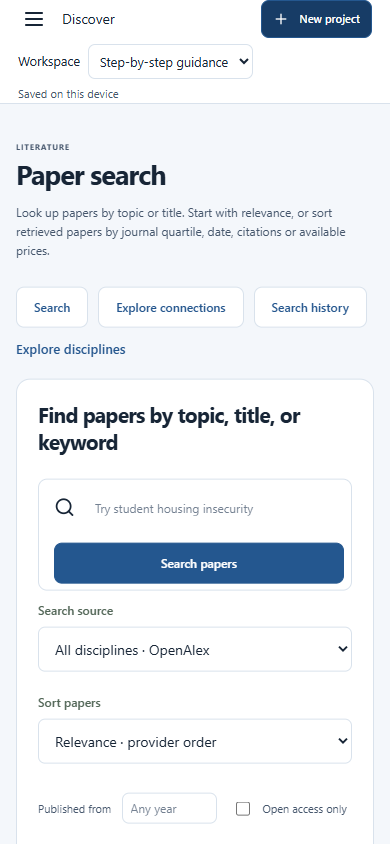 Discover
New project
Workspace
Step-by-step guidance
Saved on this device
LITERATURE
Paper search
Look up papers by topic or title. Start with relevance, or sort
retrieved papers by journal quartile, date, citations or available
prices.
Search
Explore connections
Search history
Explore disciplines
Find papers by topic, title, or
keyword
Try student housing insecurity
Search papers
Search source
All disciplines · OpenAlex
Sort papers
Relevance · provider order
Published from
Any year
Open access only